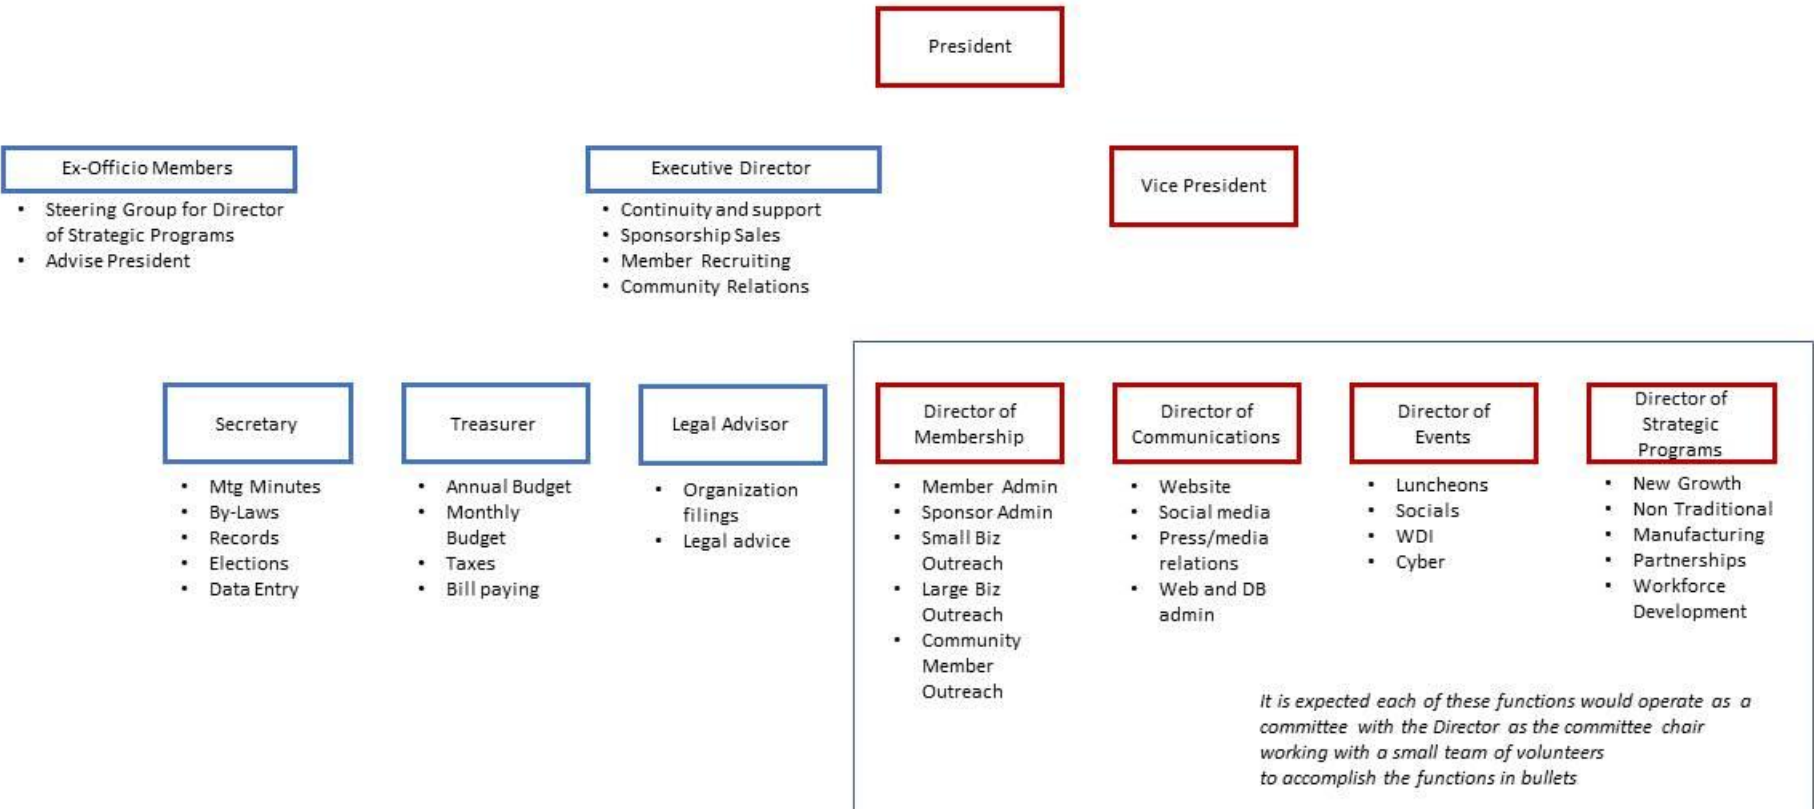 President
Ex-Officio Members
• Steering Group for Director
of Strategic Programs
• Advise President
Executive Director
• Continuity and support
• Sponsorship Sales
• Member Recruiting
• Community Relations
Vice President
Secretary
• Mtg Minutes
• By-Laws
• Records
• Elections
• Data Entry
Treasurer
• Annual Budget
• Monthly
Budget
• Taxes
• Bill paying
Legal Advisor
• Organization
filings
• Legal advice
Director of
Membership
• Member Admin
• Sponsor Admin
• Small Biz
Outreach
• Large Biz
Outreach
• Community
Member
Outreach
Director of
Communications
• Website
• Social media
• Press/media
relations
• Web and DB
admin
Director of
Events
• Luncheons
• Socials
• WDI
• Cyber
Director of
Strategic
Programs
• New Growth
• Non Traditional
• Manufacturing
• Partnerships
• Workforce
Development
It is expected each of these functions would operate as a
committee with the Director as the committee chair
working with a small team of volunteers
to accomplish the functions in bullets